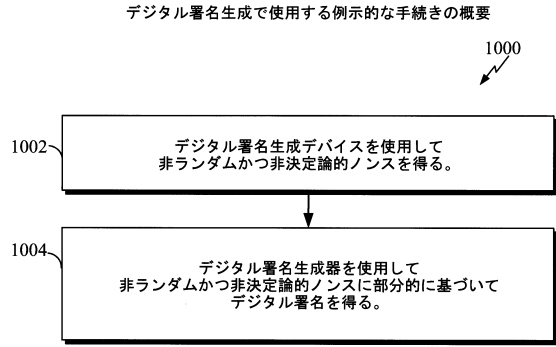 デジタル署名生成で使用する例示的な手続きの概要
1000
1002
デジタル署名生成デバイスを使用して
非ランダムかつ非決定論的ノンスを得る。
1004
デジタル署名生成器を使用して
非ランダムかつ非決定論的ノンスに部分的に基づいて
デジタル署名を得る。